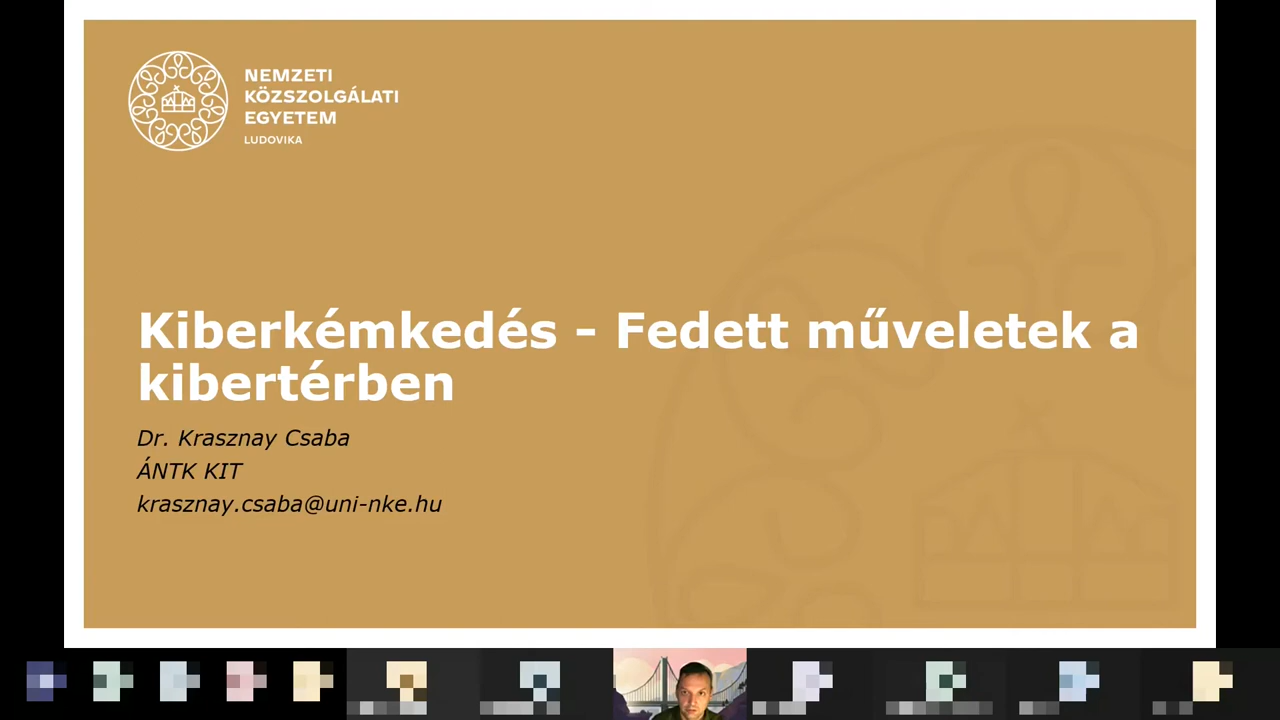 NEMZETI
KÖZSZOLGÁLATI
EGYETEM
LUDOVIKA
Kiberkémkedés - Fedett műveletek a
kibertérben
Dr. Krasznay Csaba
ÁNTK KIT
krasznay.csaba@uni-nke.hu